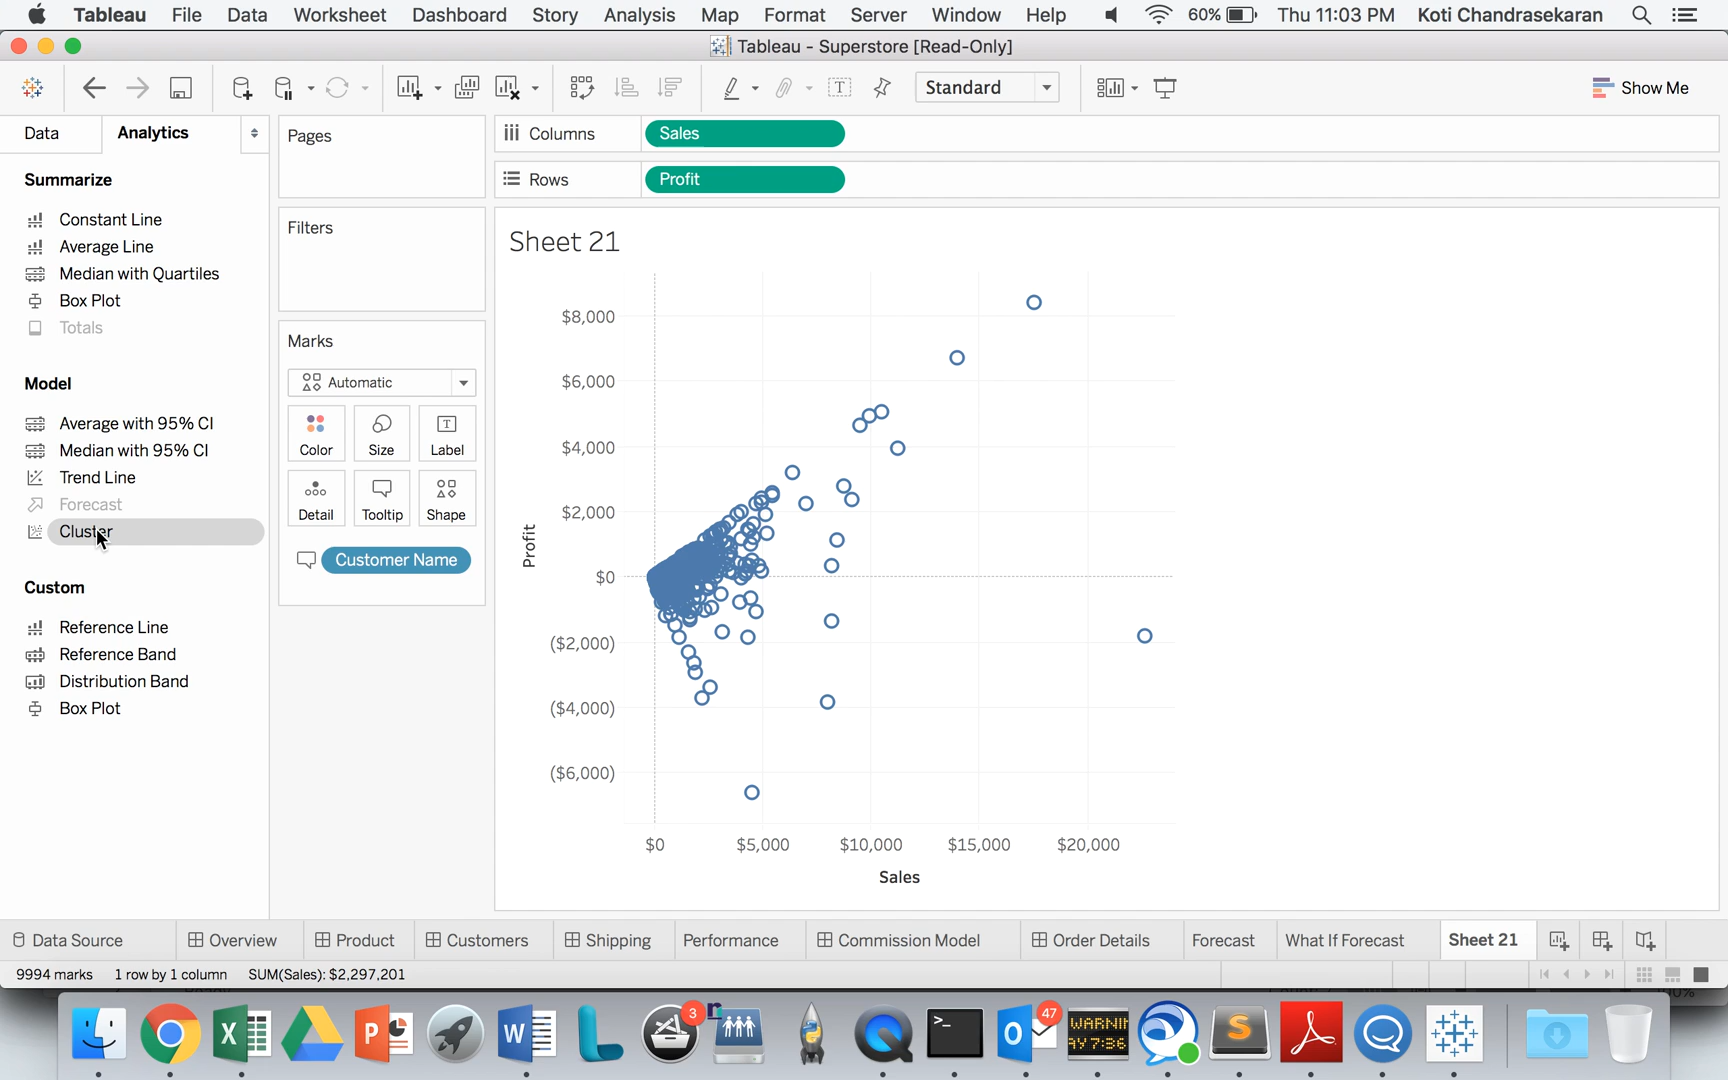 Tableau File Data Worksheet Dashboard Story Analysis Map Format Server Window Help 60% Thu 11:03 PM Koti Chandrasekaran
Tableau - Superstore [Read-Only]
Standard
Show Me
Data Analytics
Pages
Columns Sales
Rows Profit
Summarize
Constant Line
Average Line
Median with Quartiles
Box Plot
Totals
Model
Average with 95% CI
Median with 95% CI
Trend Line
Forecast
Cluster
Custom
Reference Line
Reference Band
Distribution Band
Box Plot
Filters
Marks
Automatic
Color Size Label
Detail Tooltip Shape
Customer Name
Sheet 21
$8,000
$6,000
$4,000
$2,000
$0
($2,000)
($4,000)
($6,000)
Profit
$0 $5,000 $10,000 $15,000 $20,000
Sales
Data Source Overview Product Customers Shipping Performance Commission Model Order Details Forecast What If Forecast Sheet 21
9994 marks 1 row by 1 column SUM(Sales): $2,297,201
3
47
WARNIN
AY 7:36